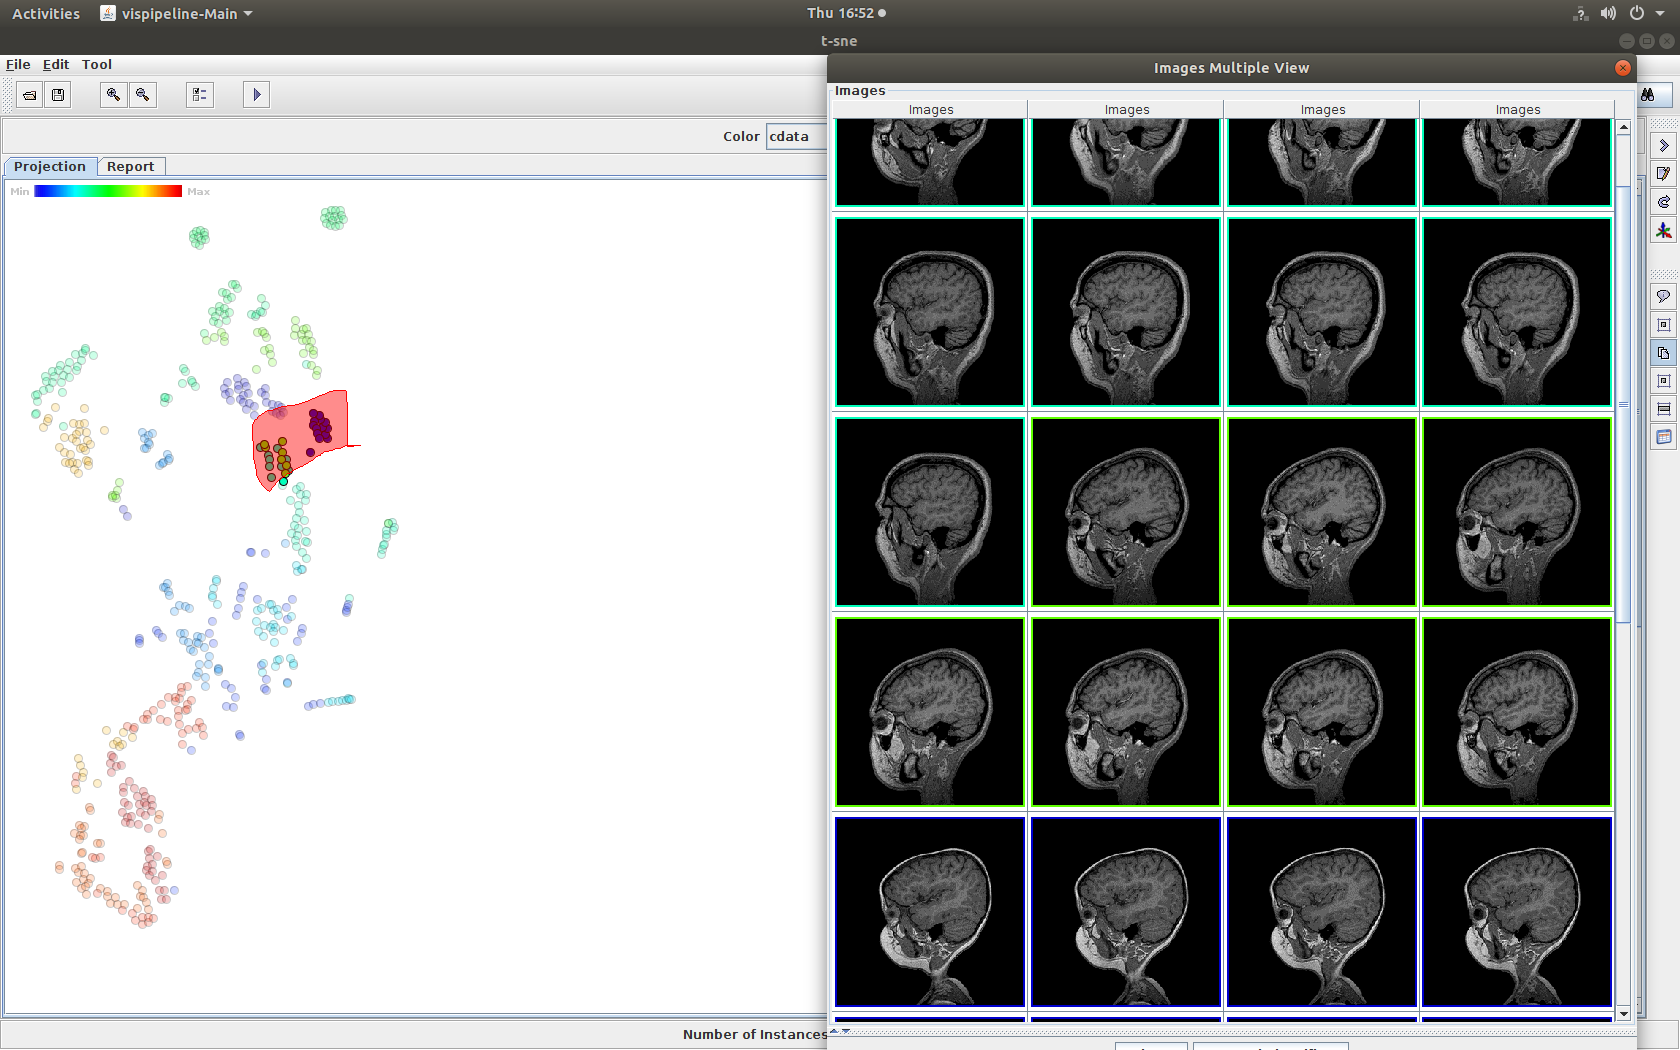 Activities vispipeline-Main Thu 16:52
t-sne
File Edit Tool
Images Multiple View
Images
Images Images Images Images
Color cdata
Projection Report
Min Max
Number of Instances